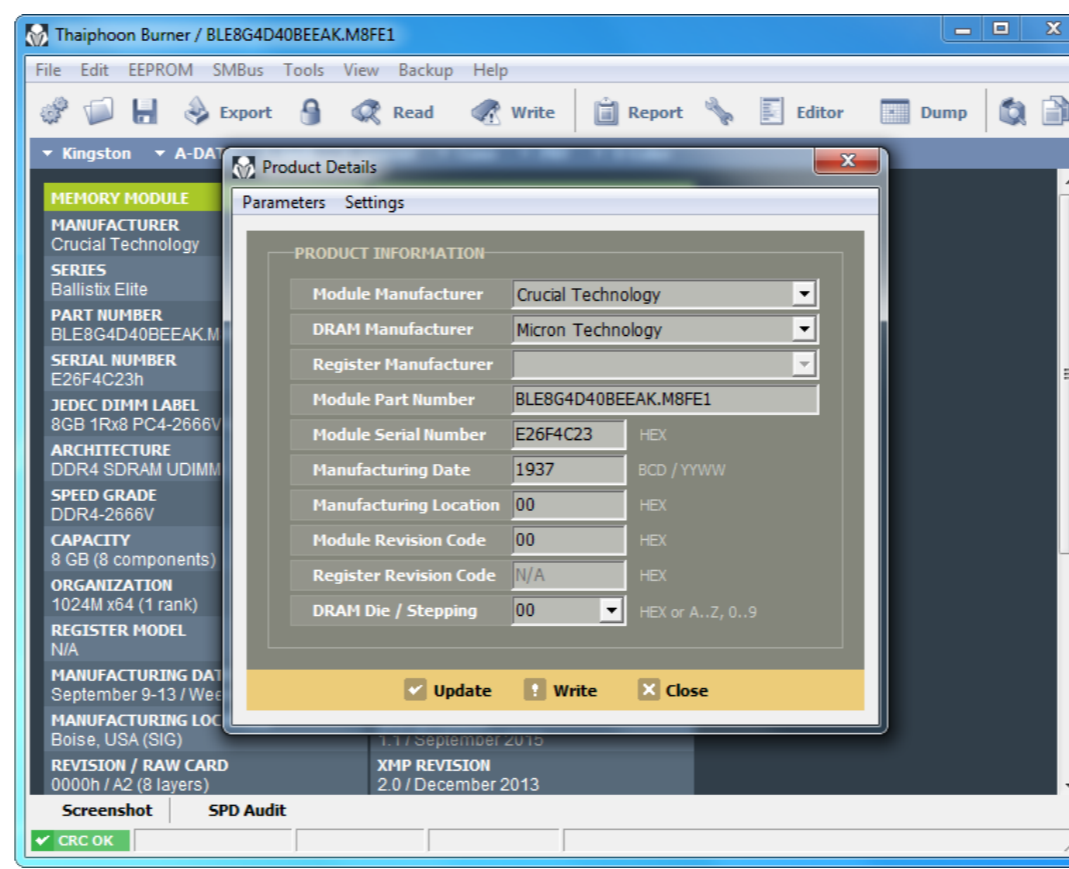 Thaiphoon Burner / BLE8G4D40BEEAK.M8FE1
File Edit EEPROM SMBus Tools View Backup Help
Export Read Write Report Editor Dump
Kingston A-DAT
Product Details
Parameters Settings
MEMORY MODULE
MANUFACTURER
Crucial Technology
SERIES
Ballistix Elite
PART NUMBER
BLE8G4D40BEEAK.M
SERIAL NUMBER
E26F4C23h
JEDEC DIMM LABEL
8GB 1Rx8 PC4-2666V
ARCHITECTURE
DDR4 SDRAM UDIMM
SPEED GRADE
DDR4-2666V
CAPACITY
8 GB (8 components)
ORGANIZATION
1024M x64 (1 rank)
REGISTER MODEL
N/A
MANUFACTURING DAT
September 9-13 / Wee
MANUFACTURING LOC
Boise, USA (SIG)
REVISION / RAW CARD
0000h / A2 (8 layers)
PRODUCT INFORMATION
Module Manufacturer Crucial Technology
DRAM Manufacturer Micron Technology
Register Manufacturer
Module Part Number BLE8G4D40BEEAK.M8FE1
Module Serial Number E26F4C23 HEX
Manufacturing Date 1937 BCD / YYWW
Manufacturing Location 00 HEX
Module Revision Code 00 HEX
Register Revision Code N/A HEX
DRAM Die / Stepping 00 HEX or A..Z, 0..9
Update Write Close
1.1 / September 2015
XMP REVISION
2.0 / December 2013
Screenshot SPD Audit
CRC OK